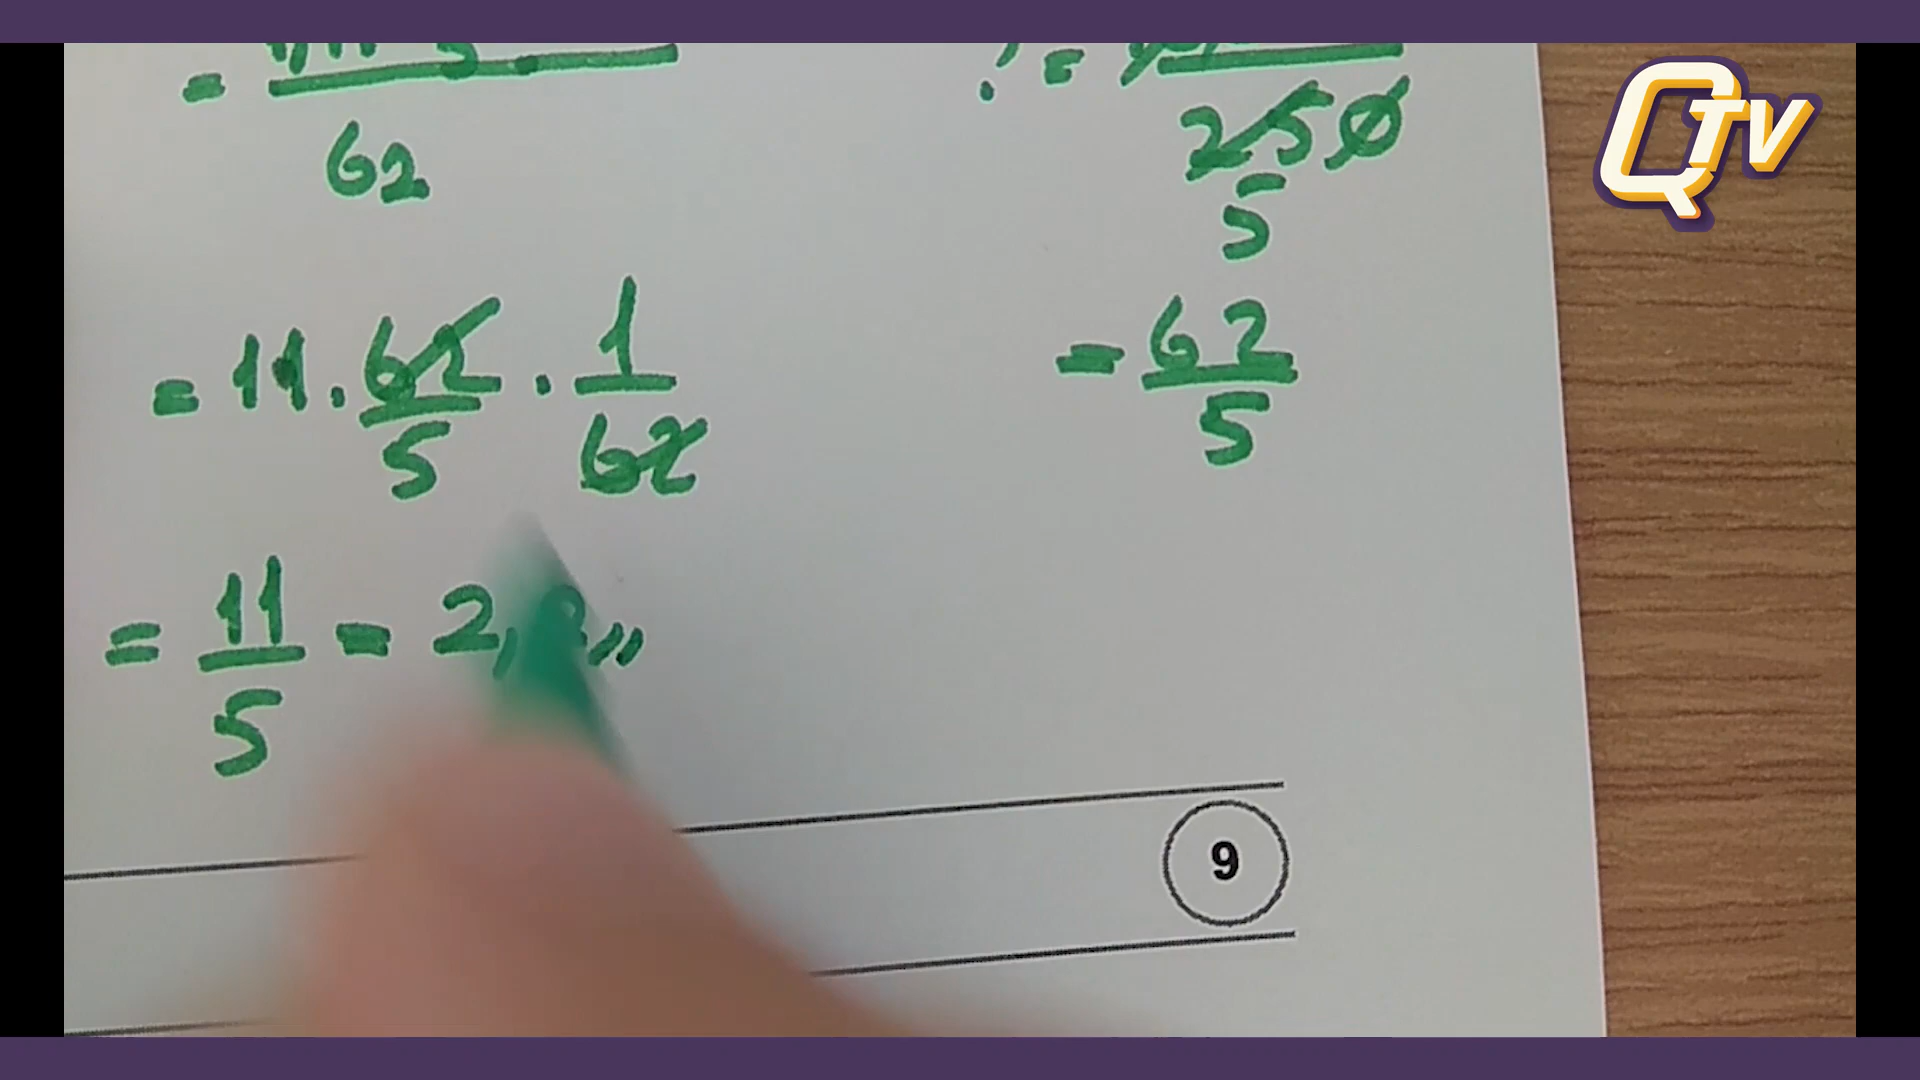 QTV
=
62
= 11 . 62/5 . 1/62
= 11/5 = 2,
? =
250
5
= 62/5
9